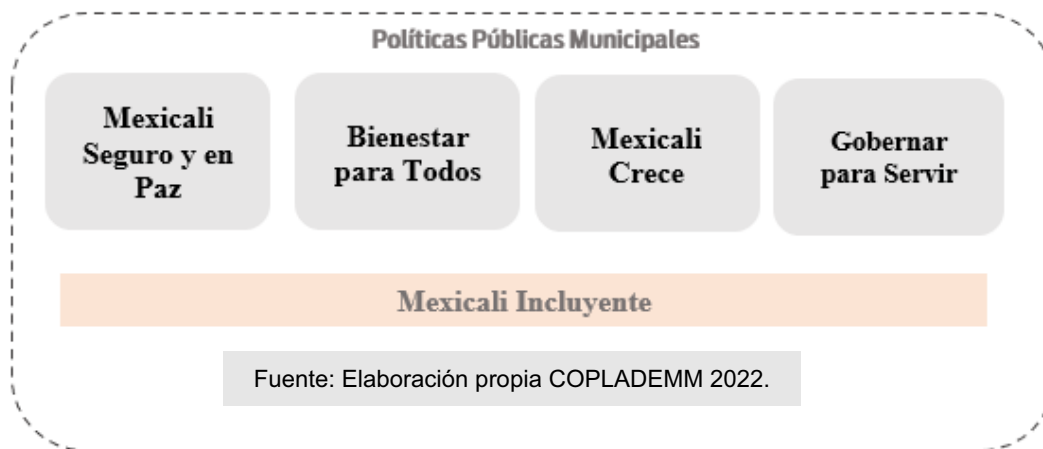 Políticas Públicas Municipales
Mexicali
Seguro y en
Paz
Bienestar
para Todos
Mexicali
Crece
Gobernar
para Servir
Mexicali Incluyente
Fuente: Elaboración propia COPLADEMM 2022.